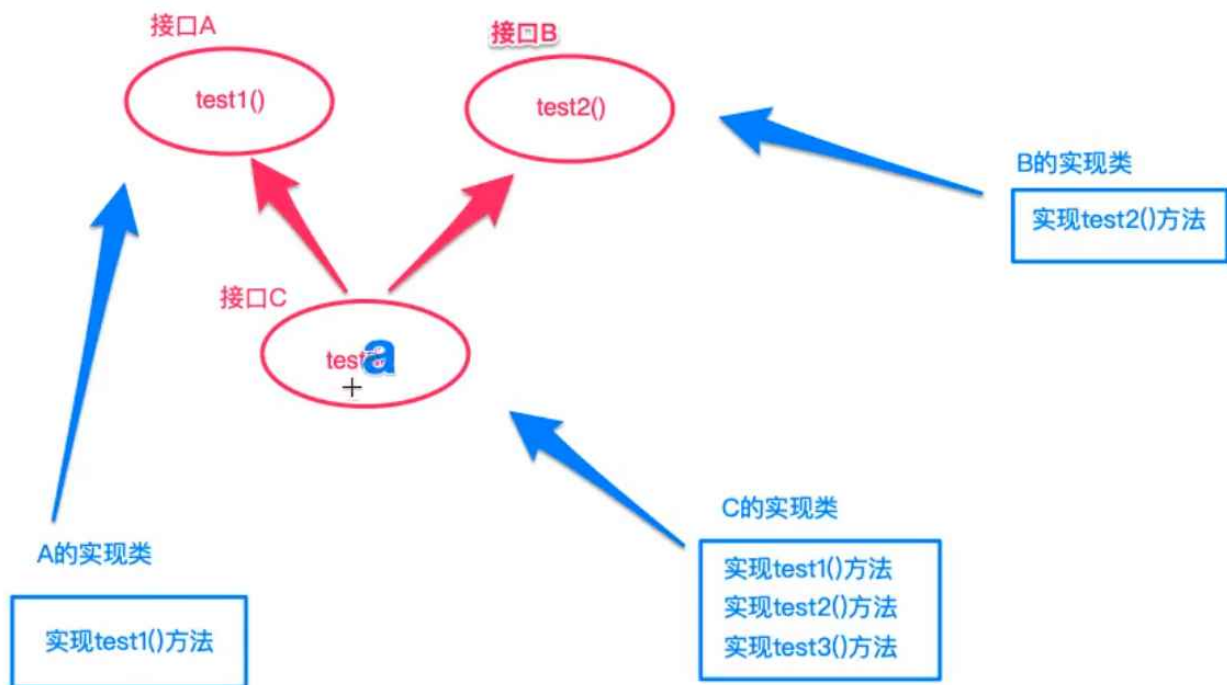 接口A
接口B
test1()
test2()
B的实现类
实现test2()方法
接口C
test
a
C的实现类
A的实现类
实现test1()方法
实现test2()方法
实现test3()方法
实现test1()方法